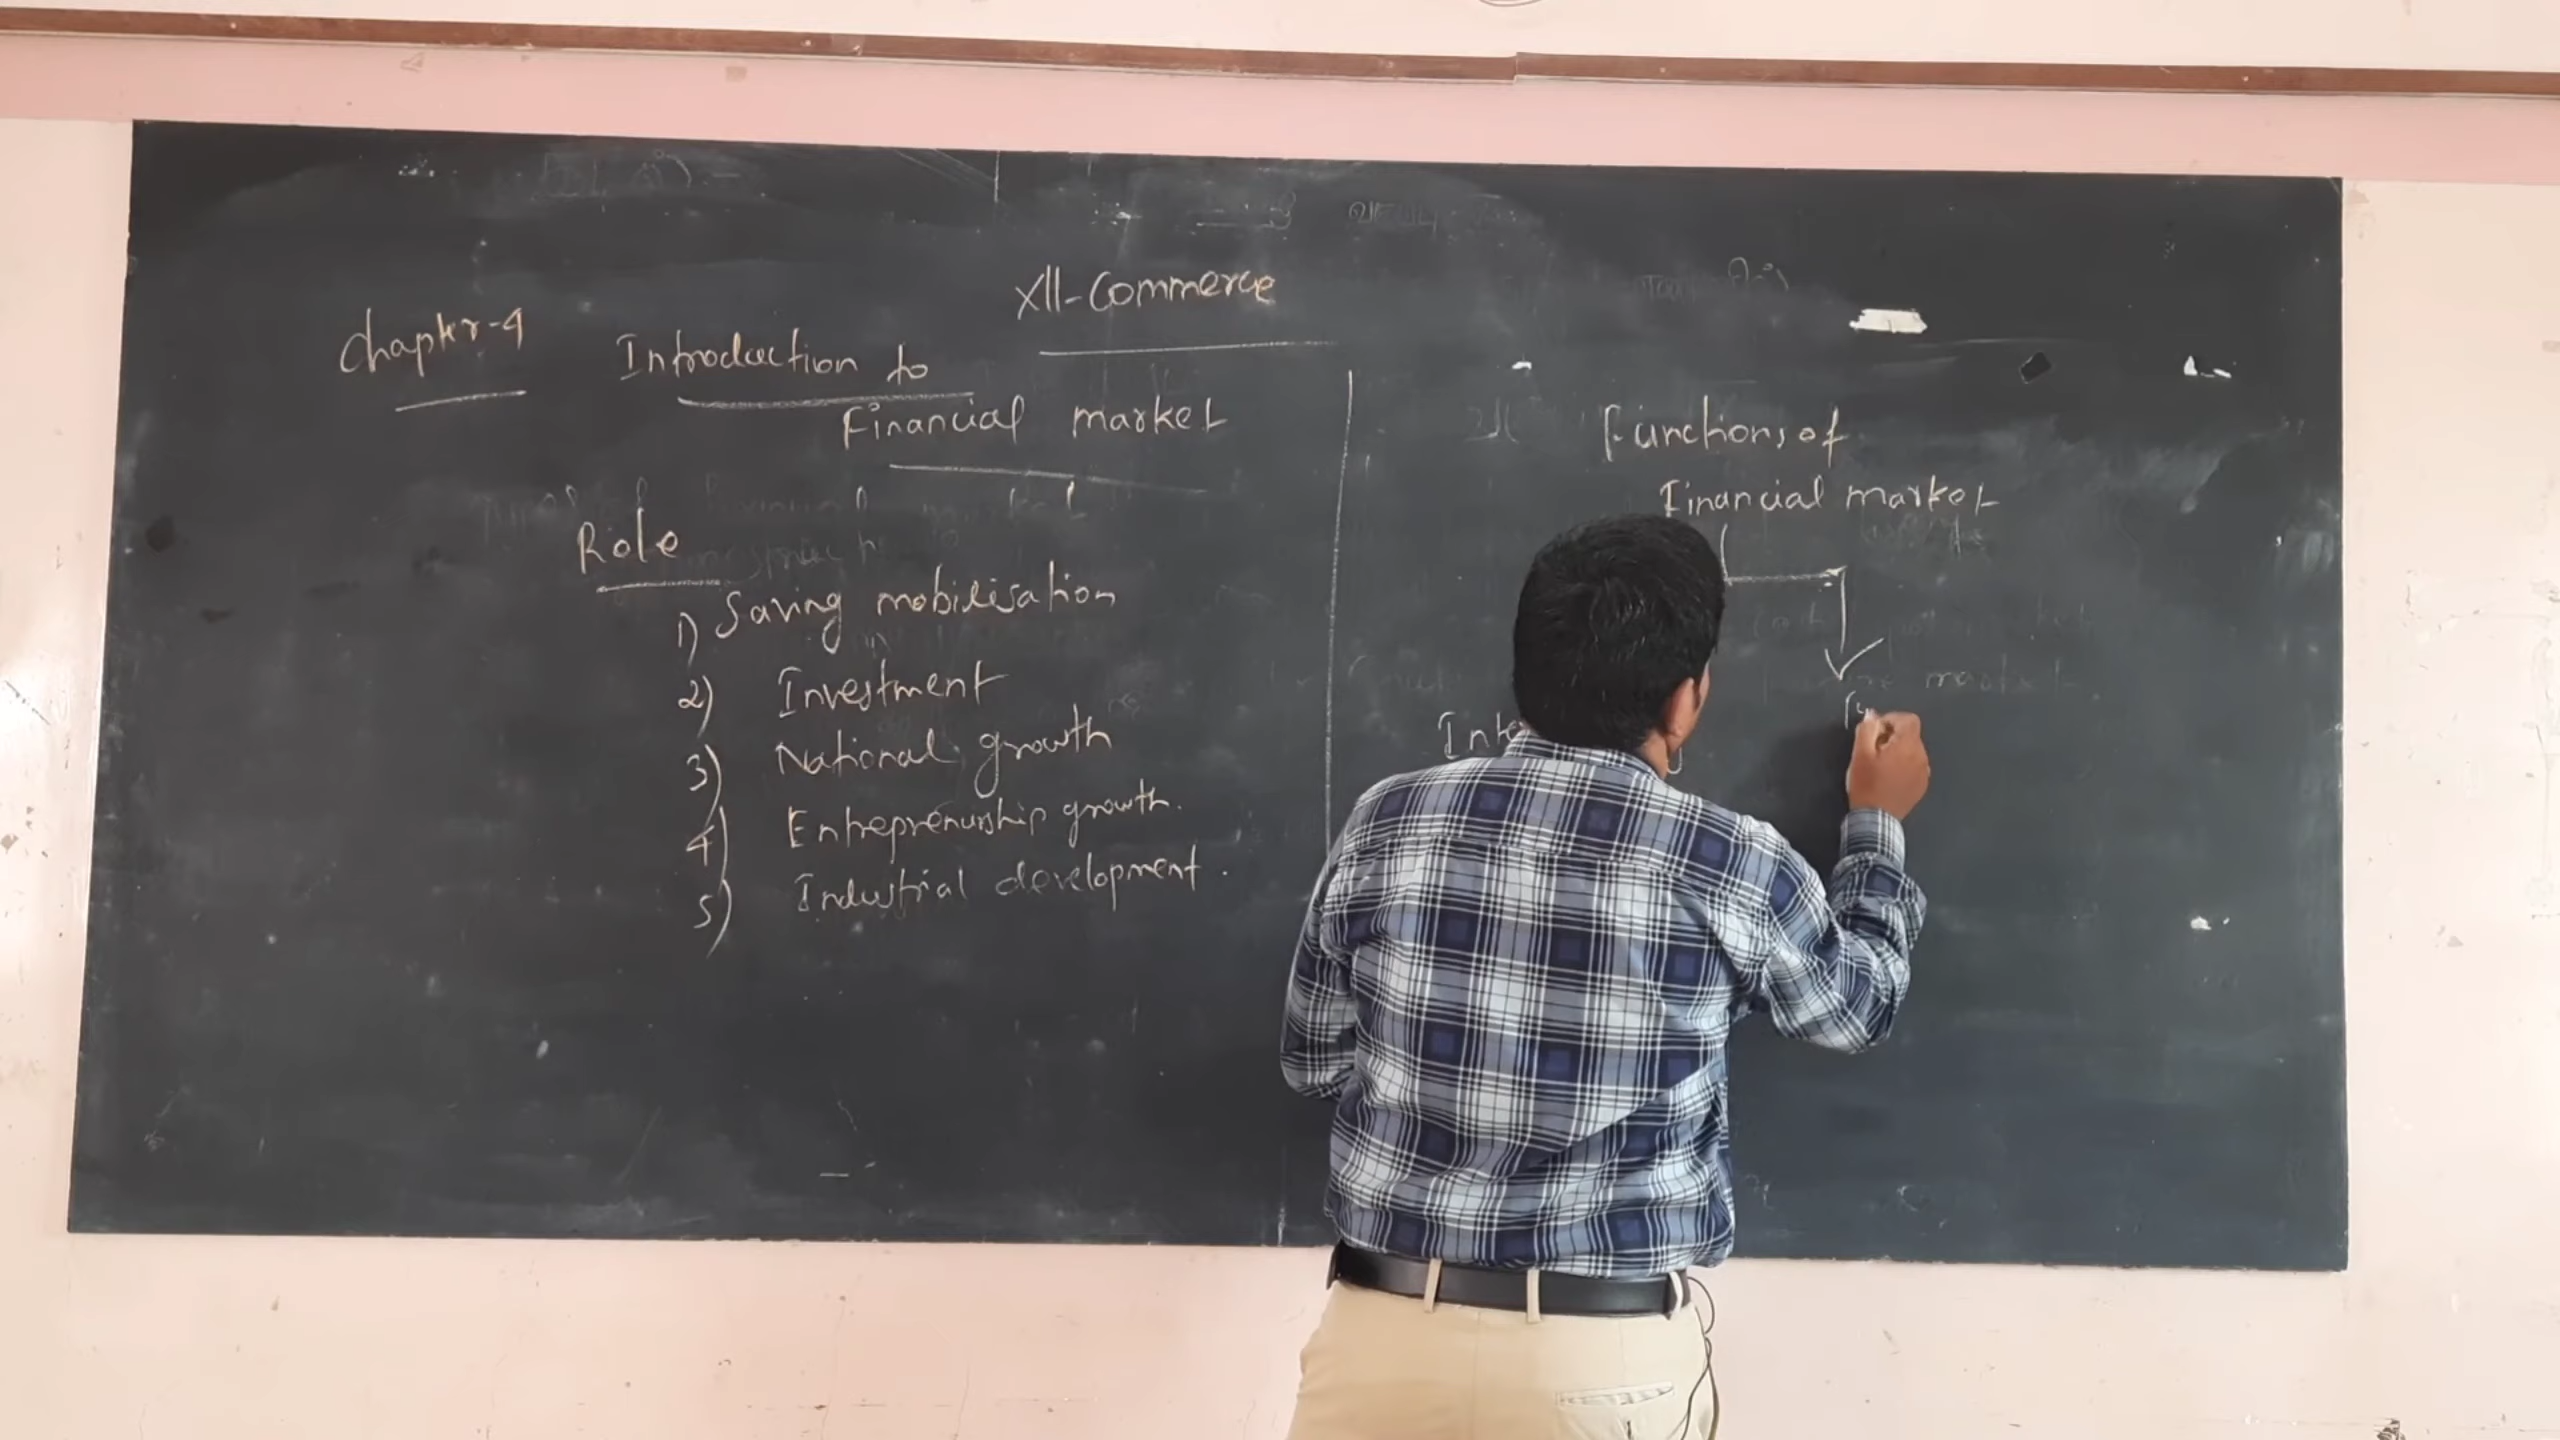 XII-Commerce
Chapter-4
Introduction to
Financial market
Role
1) Saving mobilisation
2) Investment
3) National growth
4) Entreprenurship growth.
5) Industrial development.
Functions of
Financial market